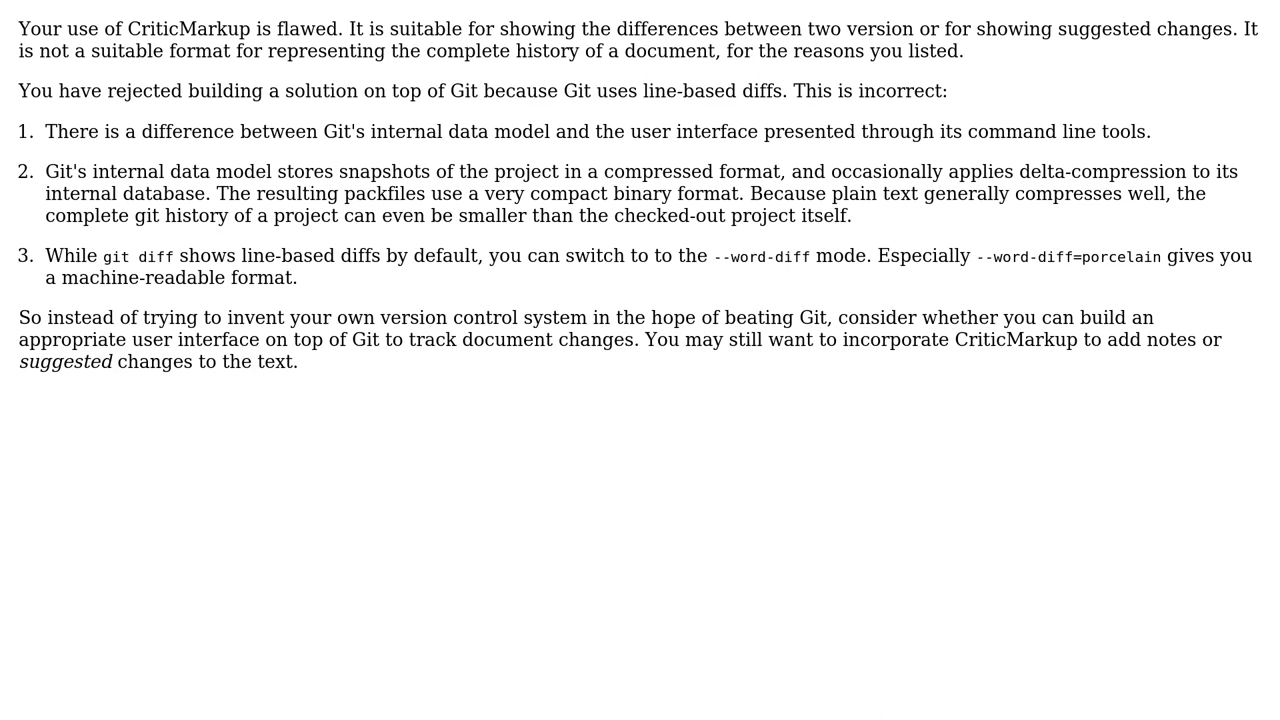 Your use of CriticMarkup is flawed. It is suitable for showing the differences between two version or for showing suggested changes. It
is not a suitable format for representing the complete history of a document, for the reasons you listed.
You have rejected building a solution on top of Git because Git uses line-based diffs. This is incorrect:
1. There is a difference between Git's internal data model and the user interface presented through its command line tools.
2. Git's internal data model stores snapshots of the project in a compressed format, and occasionally applies delta-compression to its
internal database. The resulting packfiles use a very compact binary format. Because plain text generally compresses well, the
complete git history of a project can even be smaller than the checked-out project itself.
3. While git diff shows line-based diffs by default, you can switch to to the --word-diff mode. Especially --word-diff=porcelain gives you
a machine-readable format.
So instead of trying to invent your own version control system in the hope of beating Git, consider whether you can build an
appropriate user interface on top of Git to track document changes. You may still want to incorporate CriticMarkup to add notes or
suggested changes to the text.